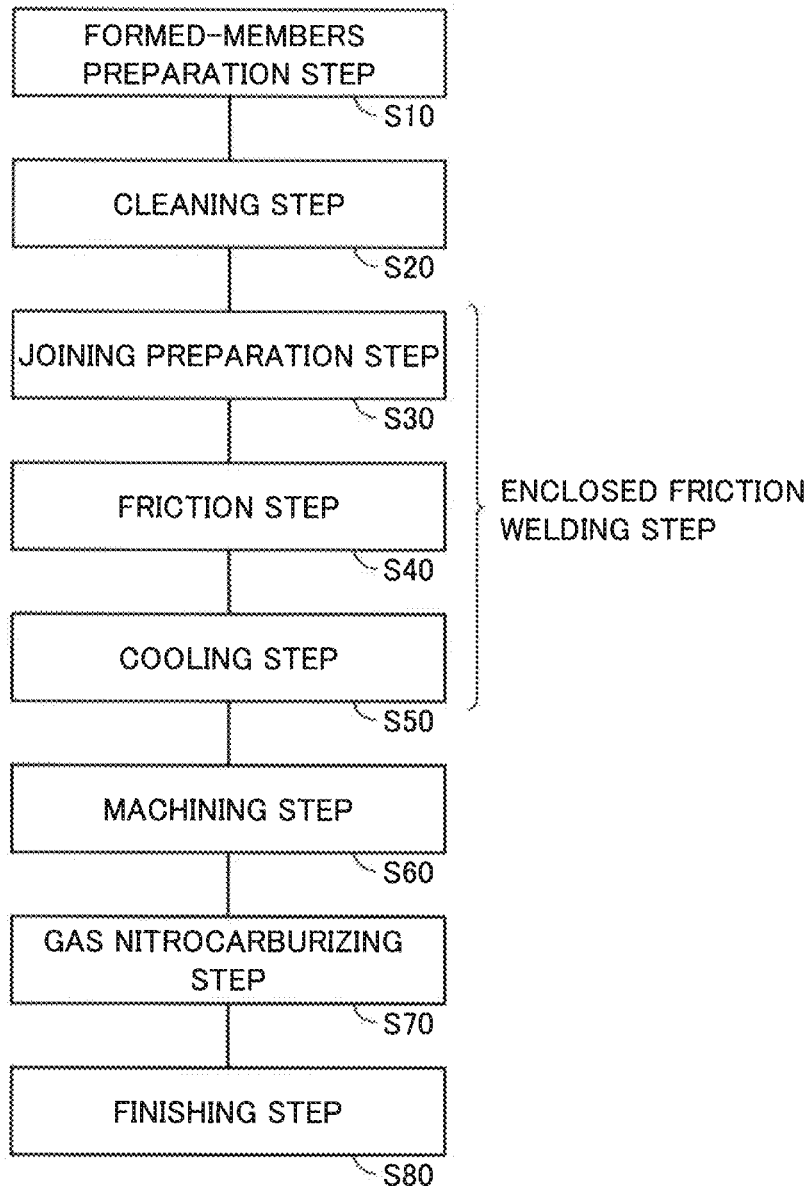 FORMED-MEMBERS
PREPARATION STEP
S10
CLEANING STEP
S20
JOINING PREPARATION STEP
S30
FRICTION STEP
S40
COOLING STEP
S50
ENCLOSED FRICTION
WELDING STEP
MACHINING STEP
S60
GAS NITROCARBURIZING
STEP
S70
FINISHING STEP
S80